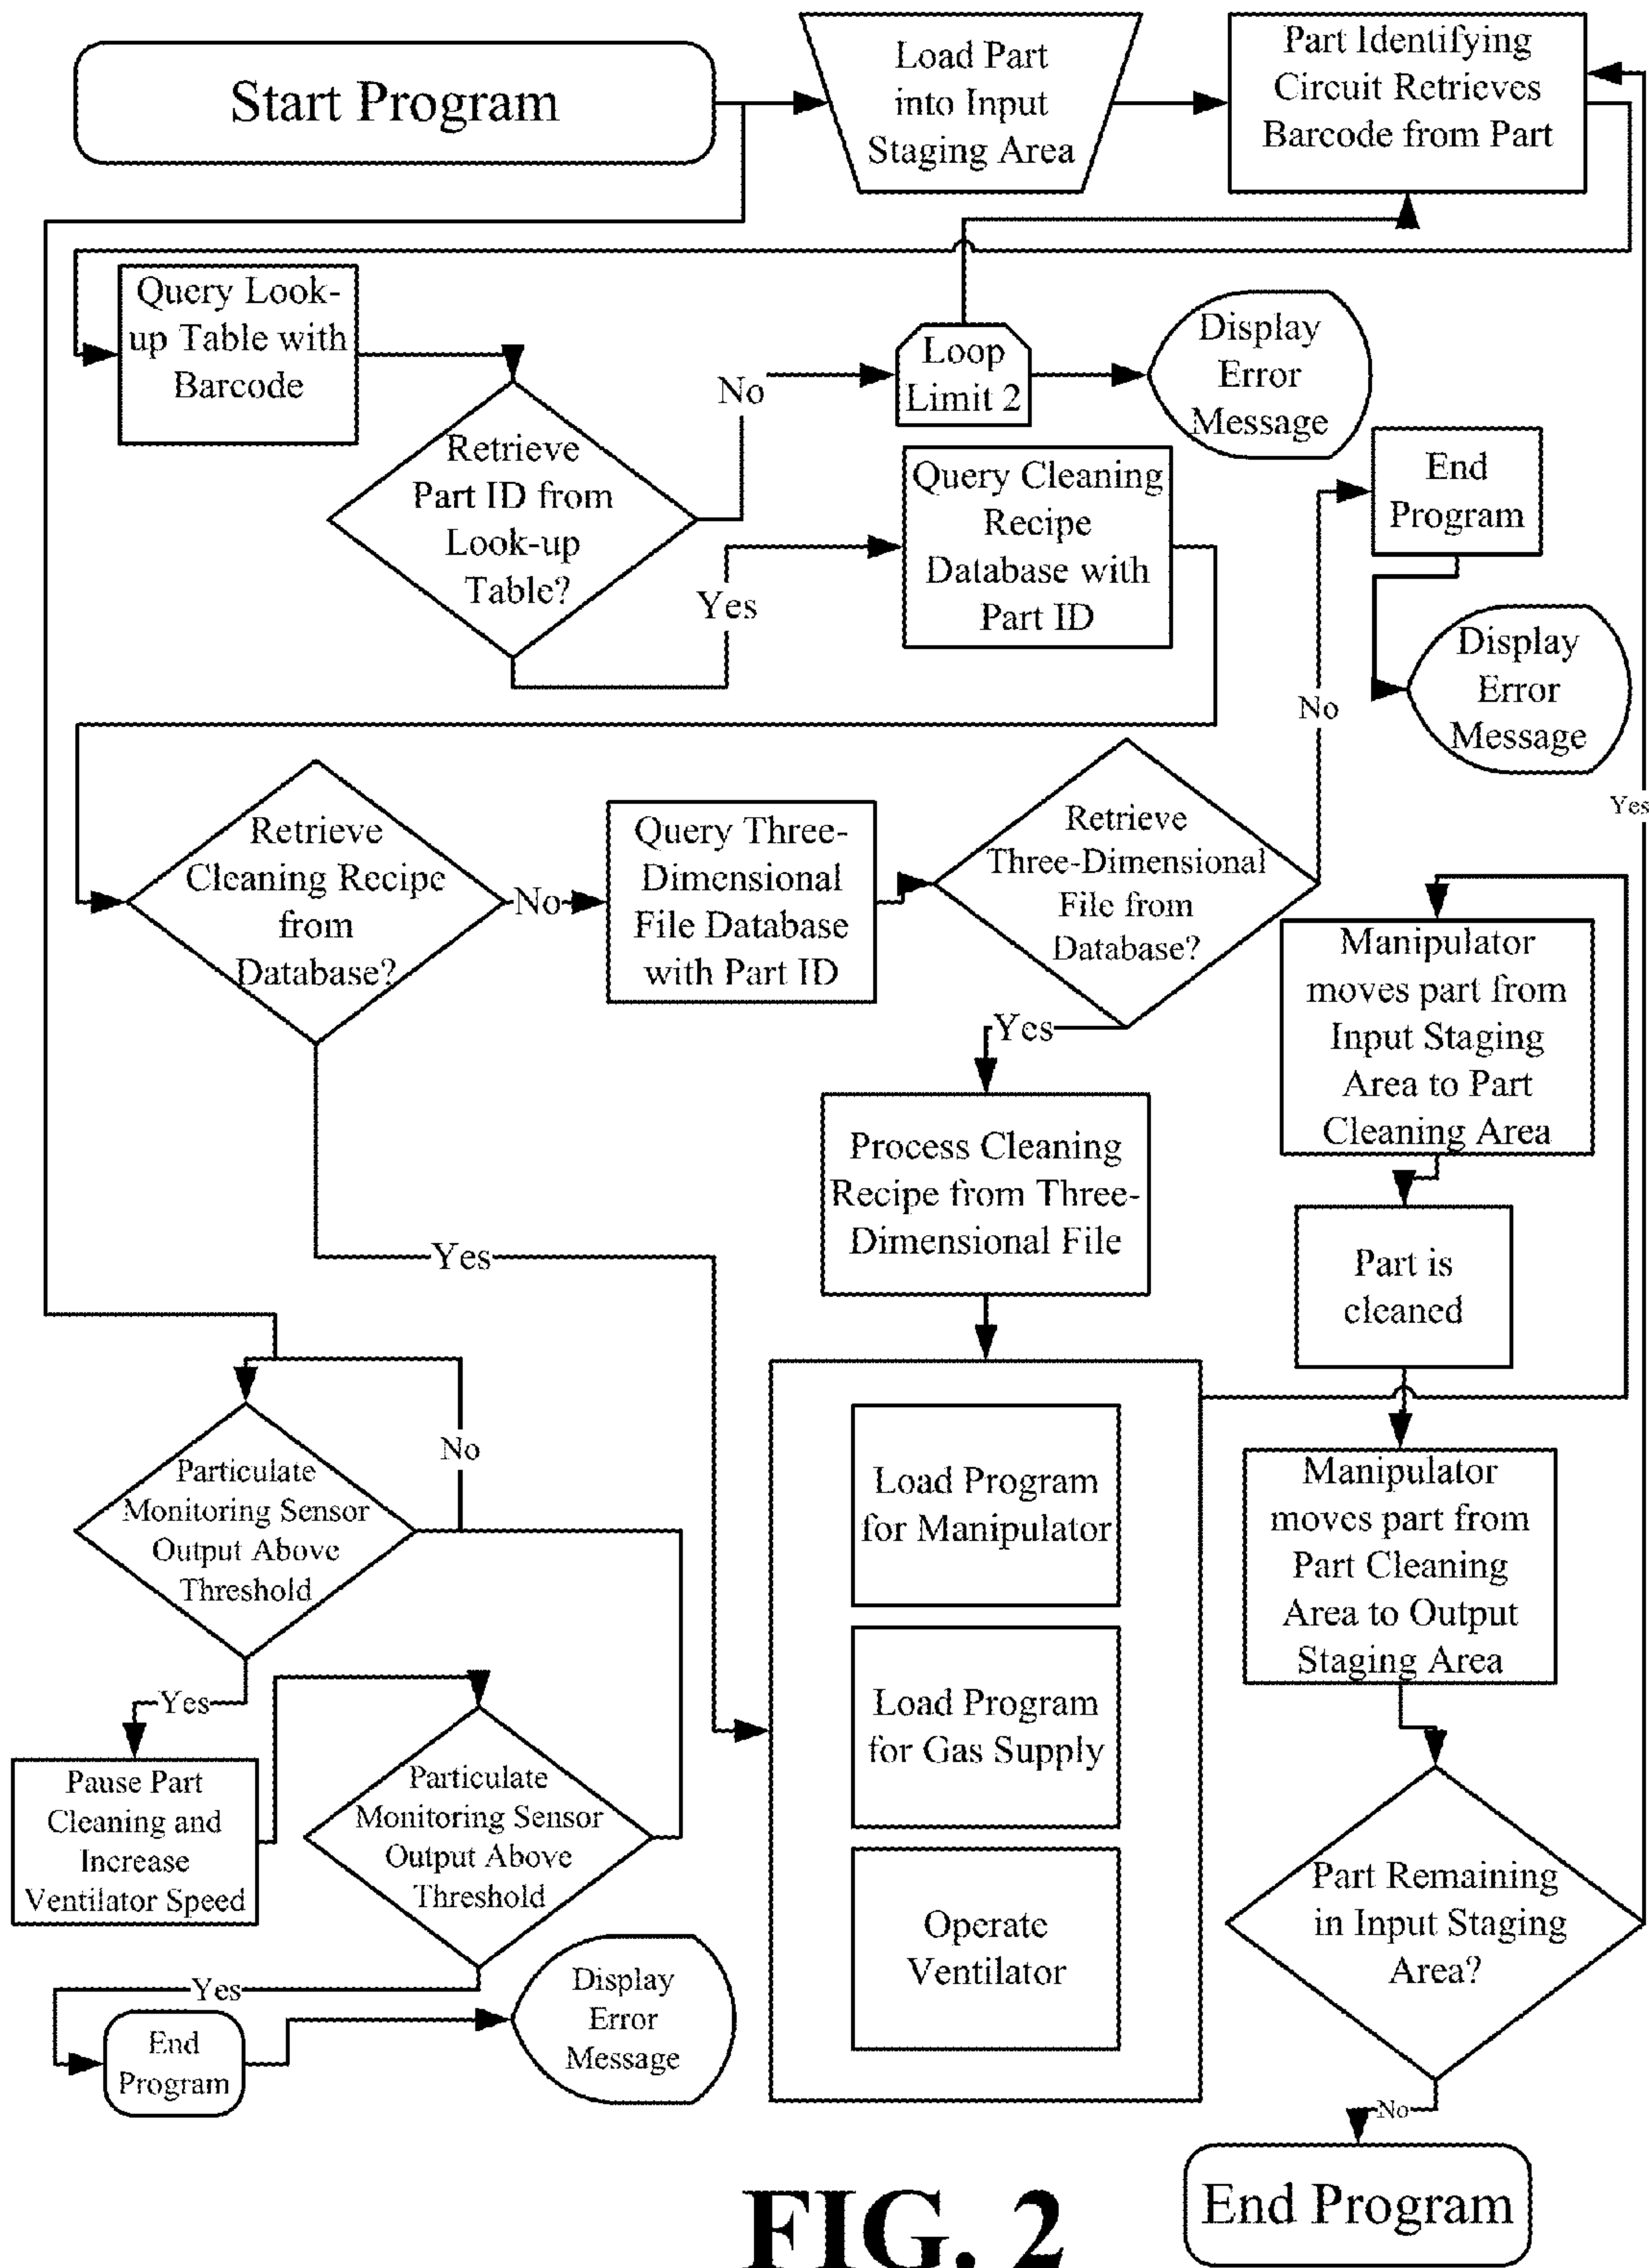 Start Program
Load Part
into Input
Staging Area
Part Identifying
Circuit Retrieves
Barcode from Part
Query Look-
up Table with
Barcode
Retrieve
Part ID from
Look-up
Table?
No
Yes
Loop
Limit 2
Display
Error
Message
Query Cleaning
Recipe
Database with
Part ID
End
Program
Display
Error
Message
No
Yes
Retrieve
Cleaning Recipe
from
Database?
No
Query Three-
Dimensional
File Database
with Part ID
Retrieve
Three-Dimensional
File from
Database?
Yes
Manipulator
moves part from
Input Staging
Area to Part
Cleaning Area
Process Cleaning
Recipe from Three-
Dimensional File
Part is
cleaned
Yes
Load Program
for Manipulator
Load Program
for Gas Supply
Operate
Ventilator
Manipulator
moves part from
Part Cleaning
Area to Output
Staging Area
Particulate
Monitoring Sensor
Output Above
Threshold
No
Yes
Pause Part
Cleaning and
Increase
Ventilator Speed
Particulate
Monitoring Sensor
Output Above
Threshold
Yes
End
Program
Display
Error
Message
Part Remaining
in Input Staging
Area?
No
End Program
FIG. 2